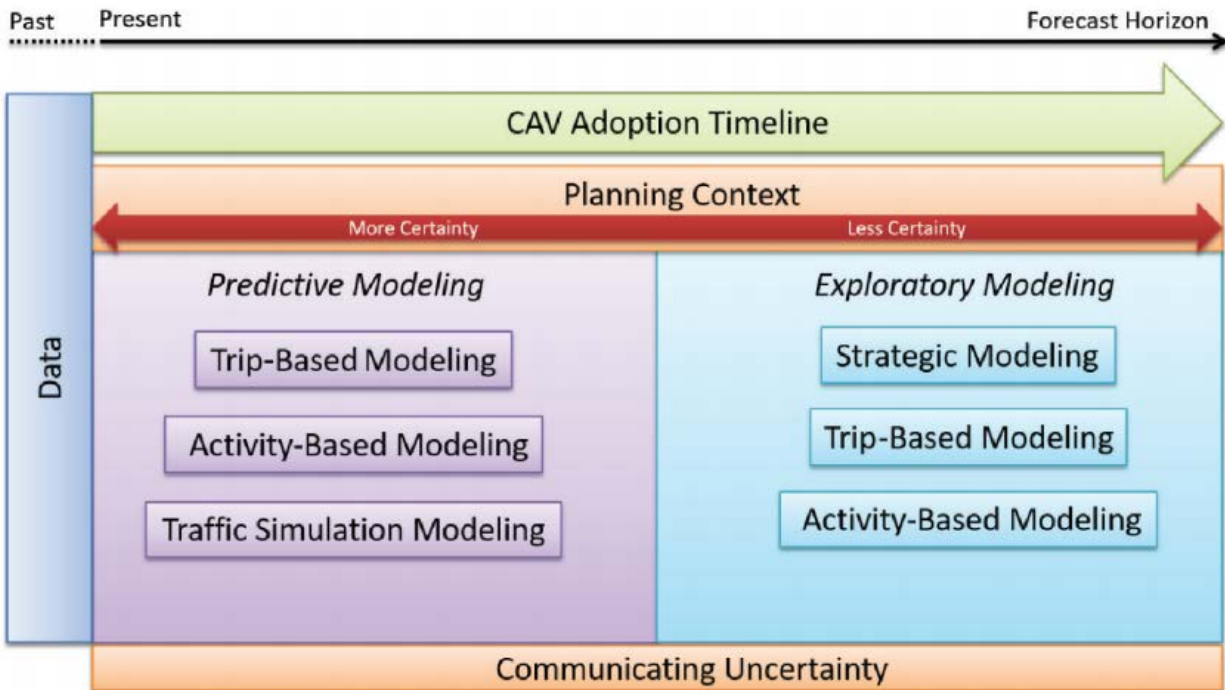 Past Present Forecast Horizon
CAV Adoption Timeline
Planning Context
More Certainty Less Certainty
Data
Predictive Modeling
Trip-Based Modeling
Activity-Based Modeling
Traffic Simulation Modeling
Exploratory Modeling
Strategic Modeling
Trip-Based Modeling
Activity-Based Modeling
Communicating Uncertainty